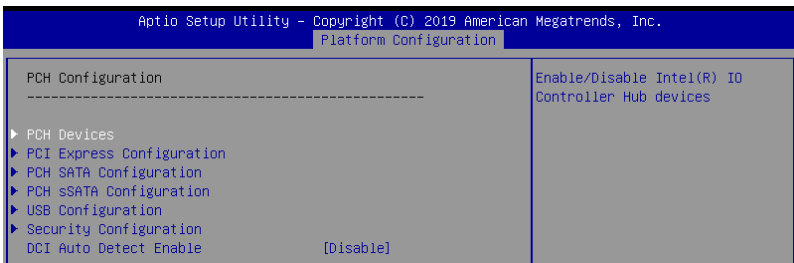 Aptio Setup Utility – Copyright (C) 2019 American Megatrends, Inc.
Platform Configuration
PCH Configuration
--------------------------------------------------
Enable/Disable Intel(R) IO
Controller Hub devices
PCH Devices
PCI Express Configuration
PCH SATA Configuration
PCH sSATA Configuration
USB Configuration
Security Configuration
DCI Auto Detect Enable [Disable]